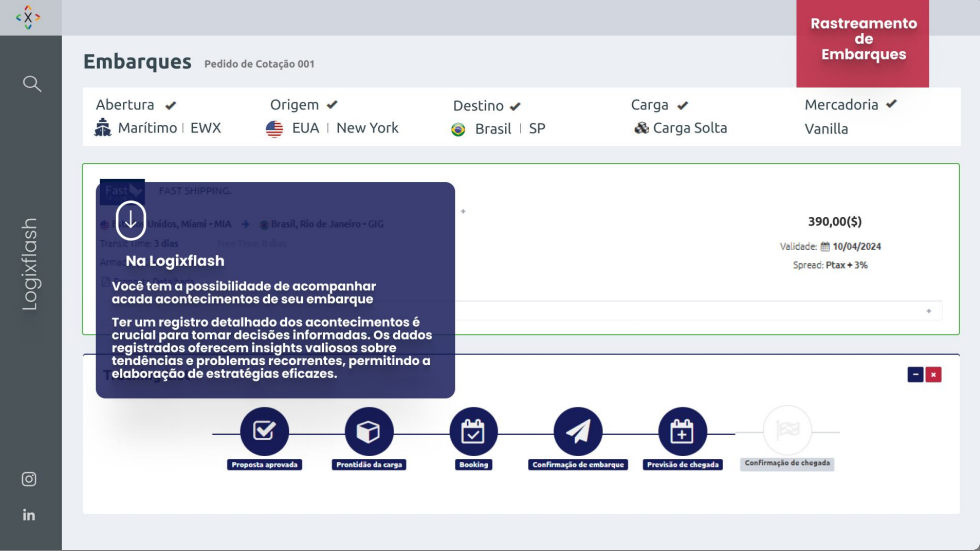 Rastreamento
de
Embarques
Embarques Pedido de Cotação 001
Abertura Origem Destino Carga Mercadoria
Marítimo | EWX EUA | New York Brasil | SP Carga Solta Vanilla
Fast FAST SHIPPING.
Unidos, Miami • MIA Brasil, Rio de Janeiro • GIG
3 dias
390,00($)
Validade: 10/04/2024
Spread: Ptax + 3%
Na Logixflash
Você tem a possibilidade de acompanhar
acada acontecimentos de seu embarque
Ter um registro detalhado dos acontecimentos é
crucial para tomar decisões informadas. Os dados
registrados oferecem insights valiosos sobre
tendências e problemas recorrentes, permitindo a
elaboração de estratégias eficazes.
Proposta aprovada
Prontidão da carga
Booking
Confirmação de embarque
Previsão de chegada
Confirmação de chegada
Logixflash
in